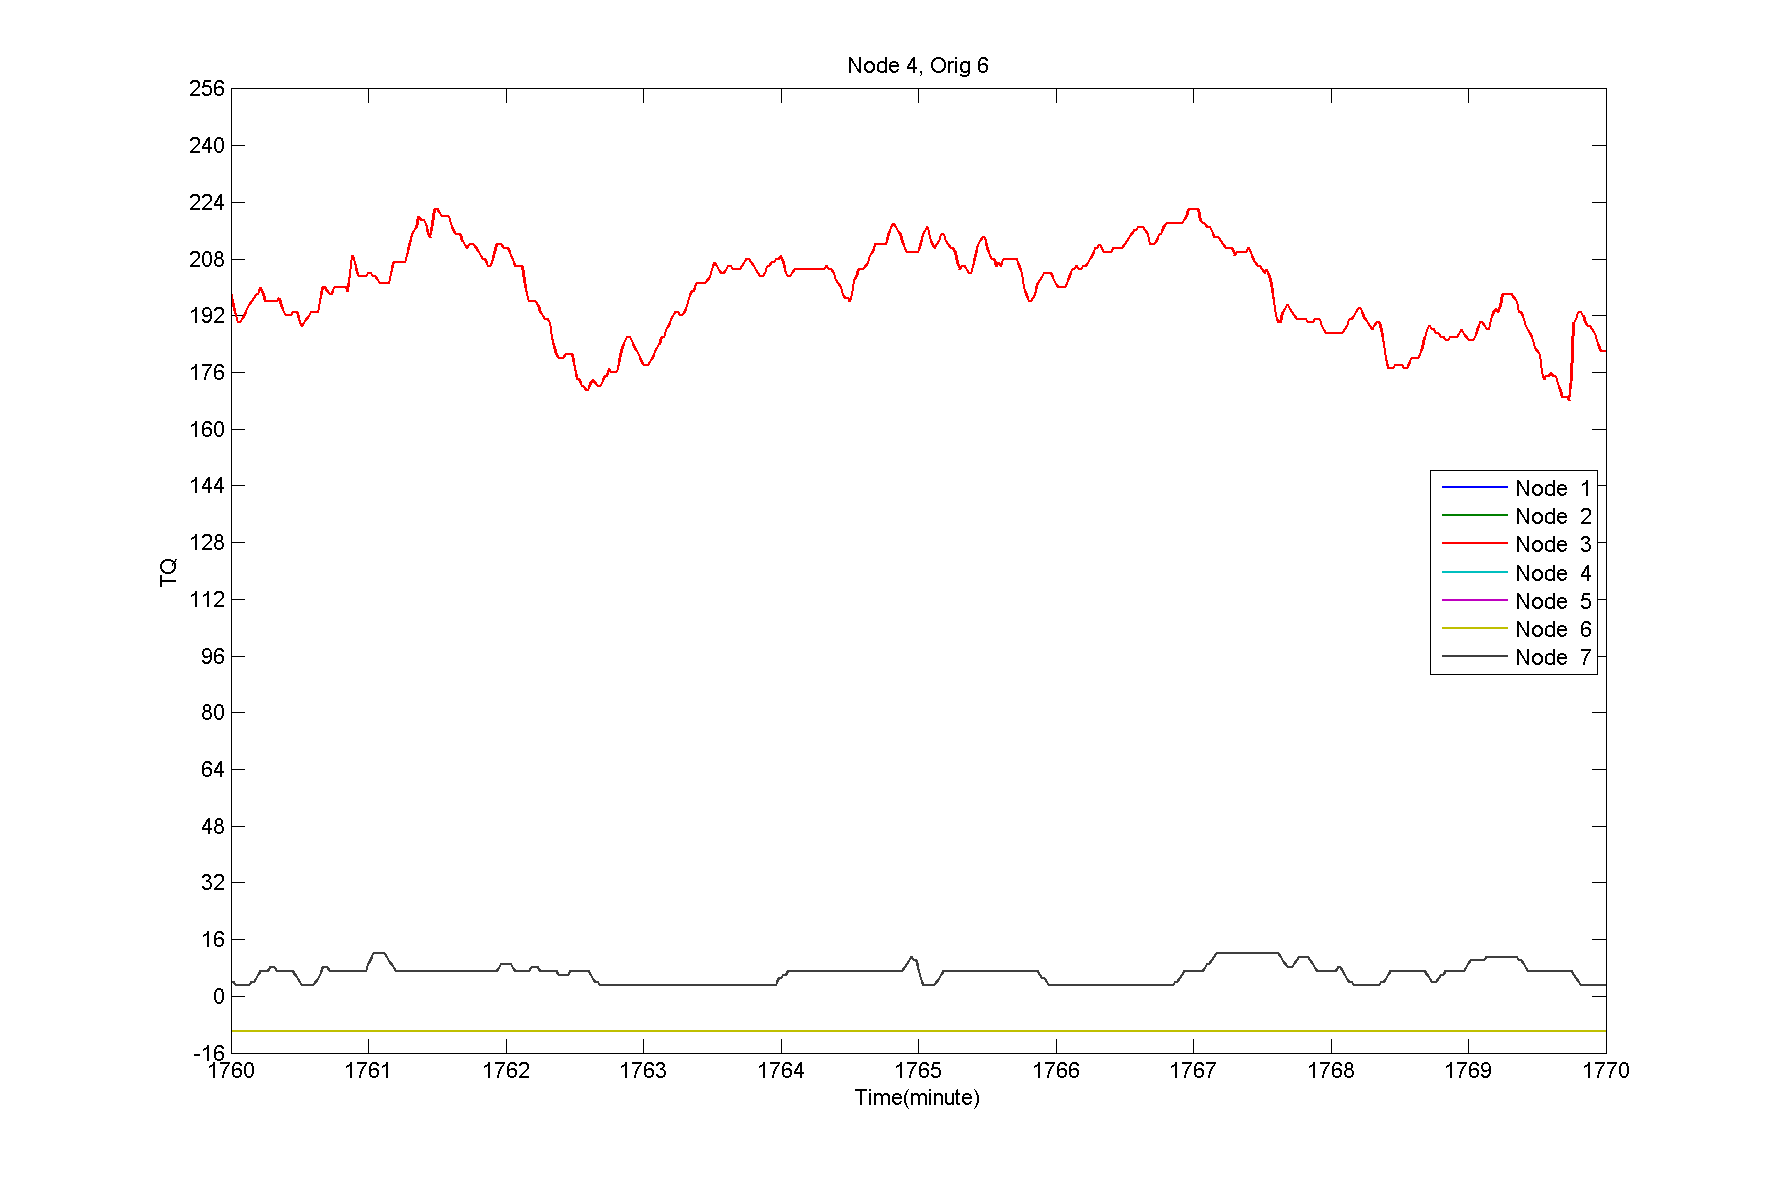 Node 4, Orig 6
256
240
224
208
192
176
160
144
128
112
96
80
64
48
32
16
0
-16
TQ
Node 1
Node 2
Node 3
Node 4
Node 5
Node 6
Node 7
1760 1761 1762 1763 1764 1765 1766 1767 1768 1769 1770
Time(minute)